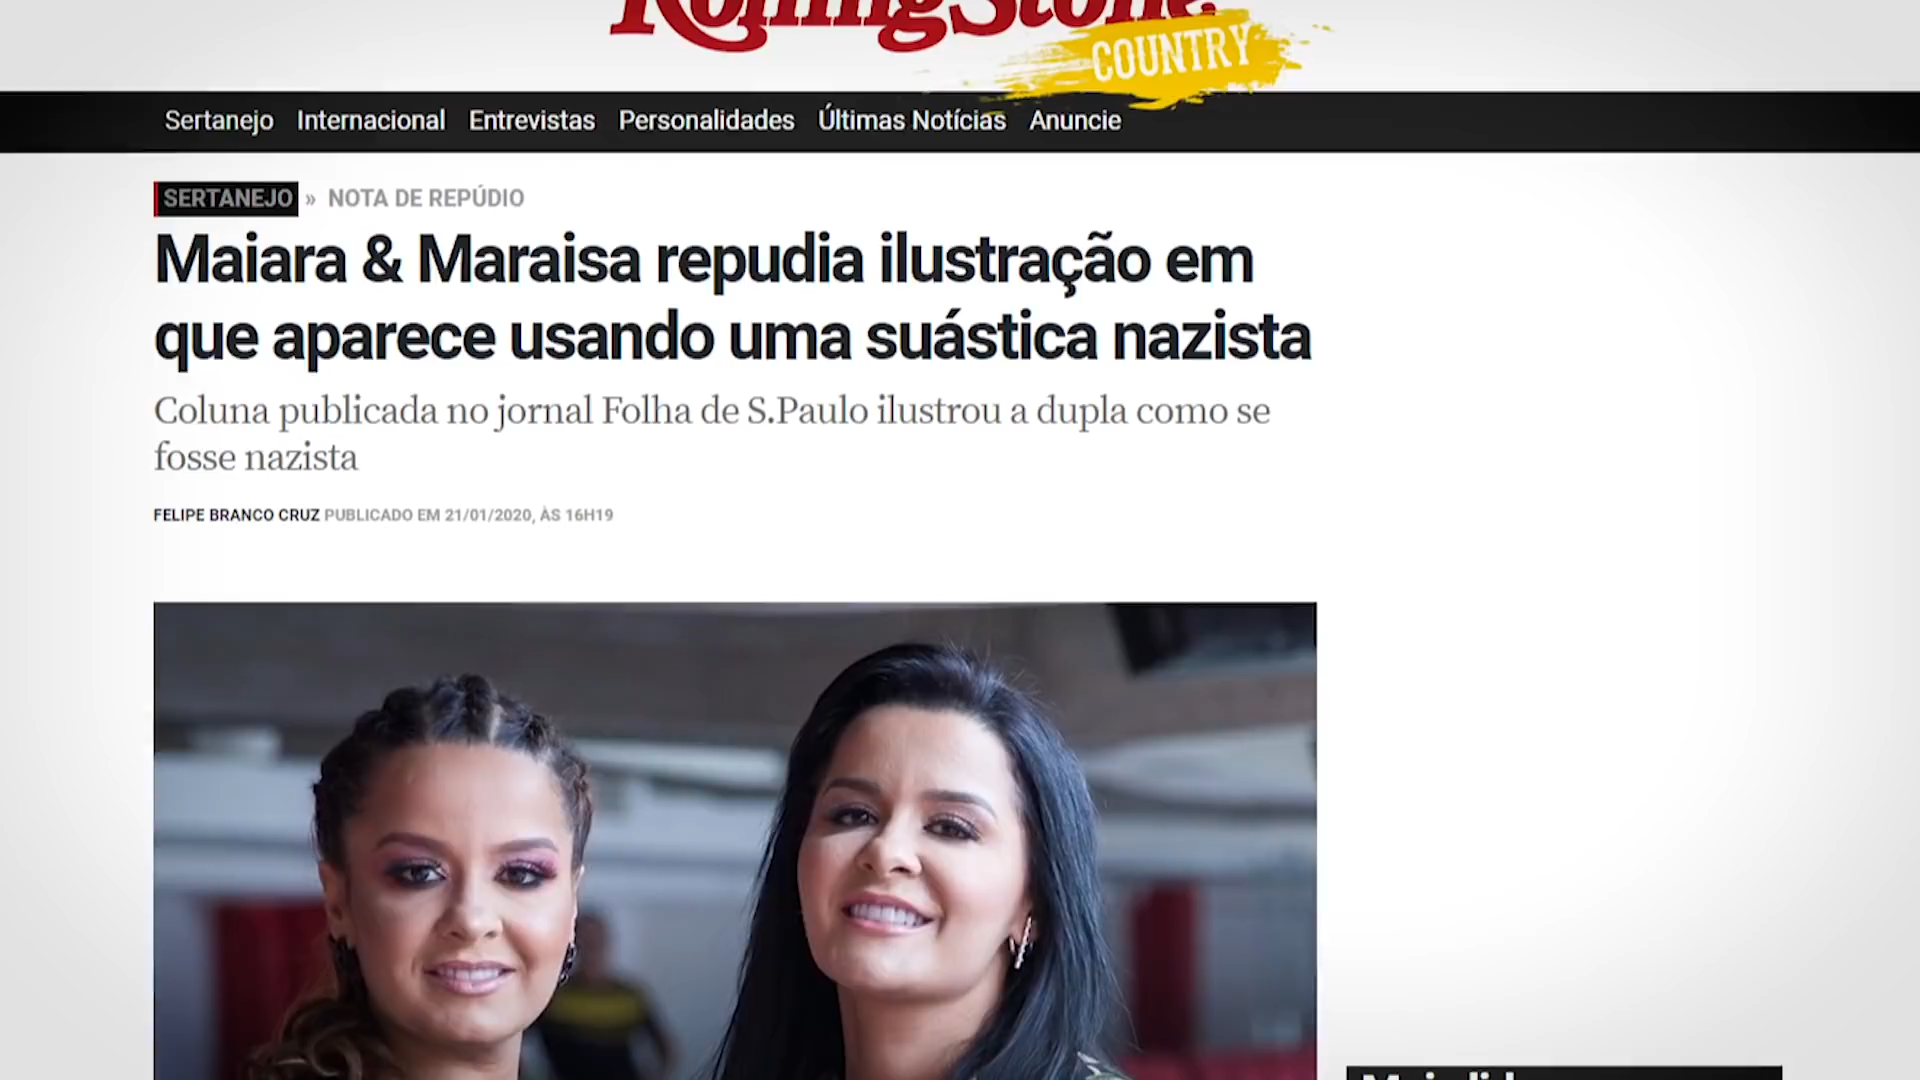 Rolling Stone
COUNTRY
Sertanejo Internacional Entrevistas Personalidades Últimas Notícias Anuncie
SERTANEJO » NOTA DE REPÚDIO
Maiara & Maraisa repudia ilustração em
que aparece usando uma suástica nazista
Coluna publicada no jornal Folha de S.Paulo ilustrou a dupla como se
fosse nazista
FELIPE BRANCO CRUZ PUBLICADO EM 21/01/2020, ÀS 16H19